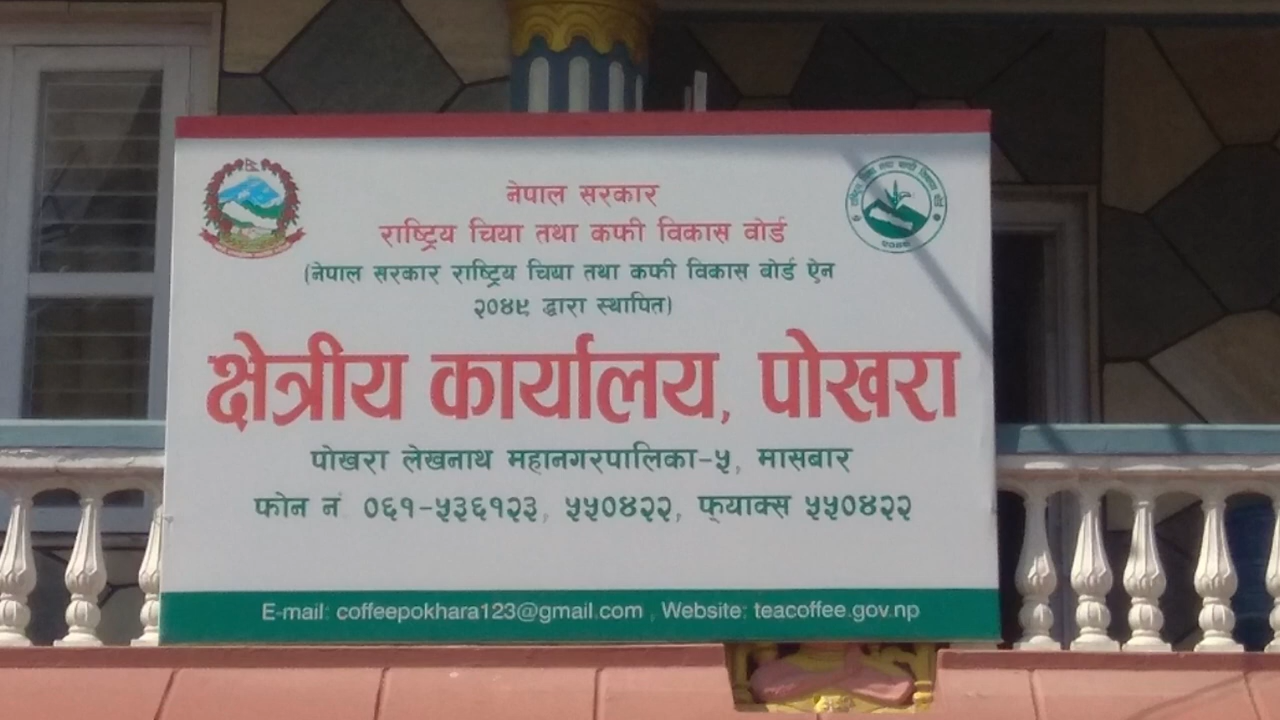 नेपाल सरकार
राष्ट्रिय चिया तथा कफी विकास बोर्ड
(नेपाल सरकार राष्ट्रिय चिया तथा कफी विकास बोर्ड ऐन
२०४९ द्वारा स्थापित)
क्षेत्रीय कार्यालय, पोखरा
पोखरा लेखनाथ महानगरपालिका-५, मासबार
फोन नं. ०६१-५३६१२३, ५५०४२२, फ्याक्स ५५०४२२
E-mail: coffeepokhara123@gmail.com , Website: teacoffee.gov.np